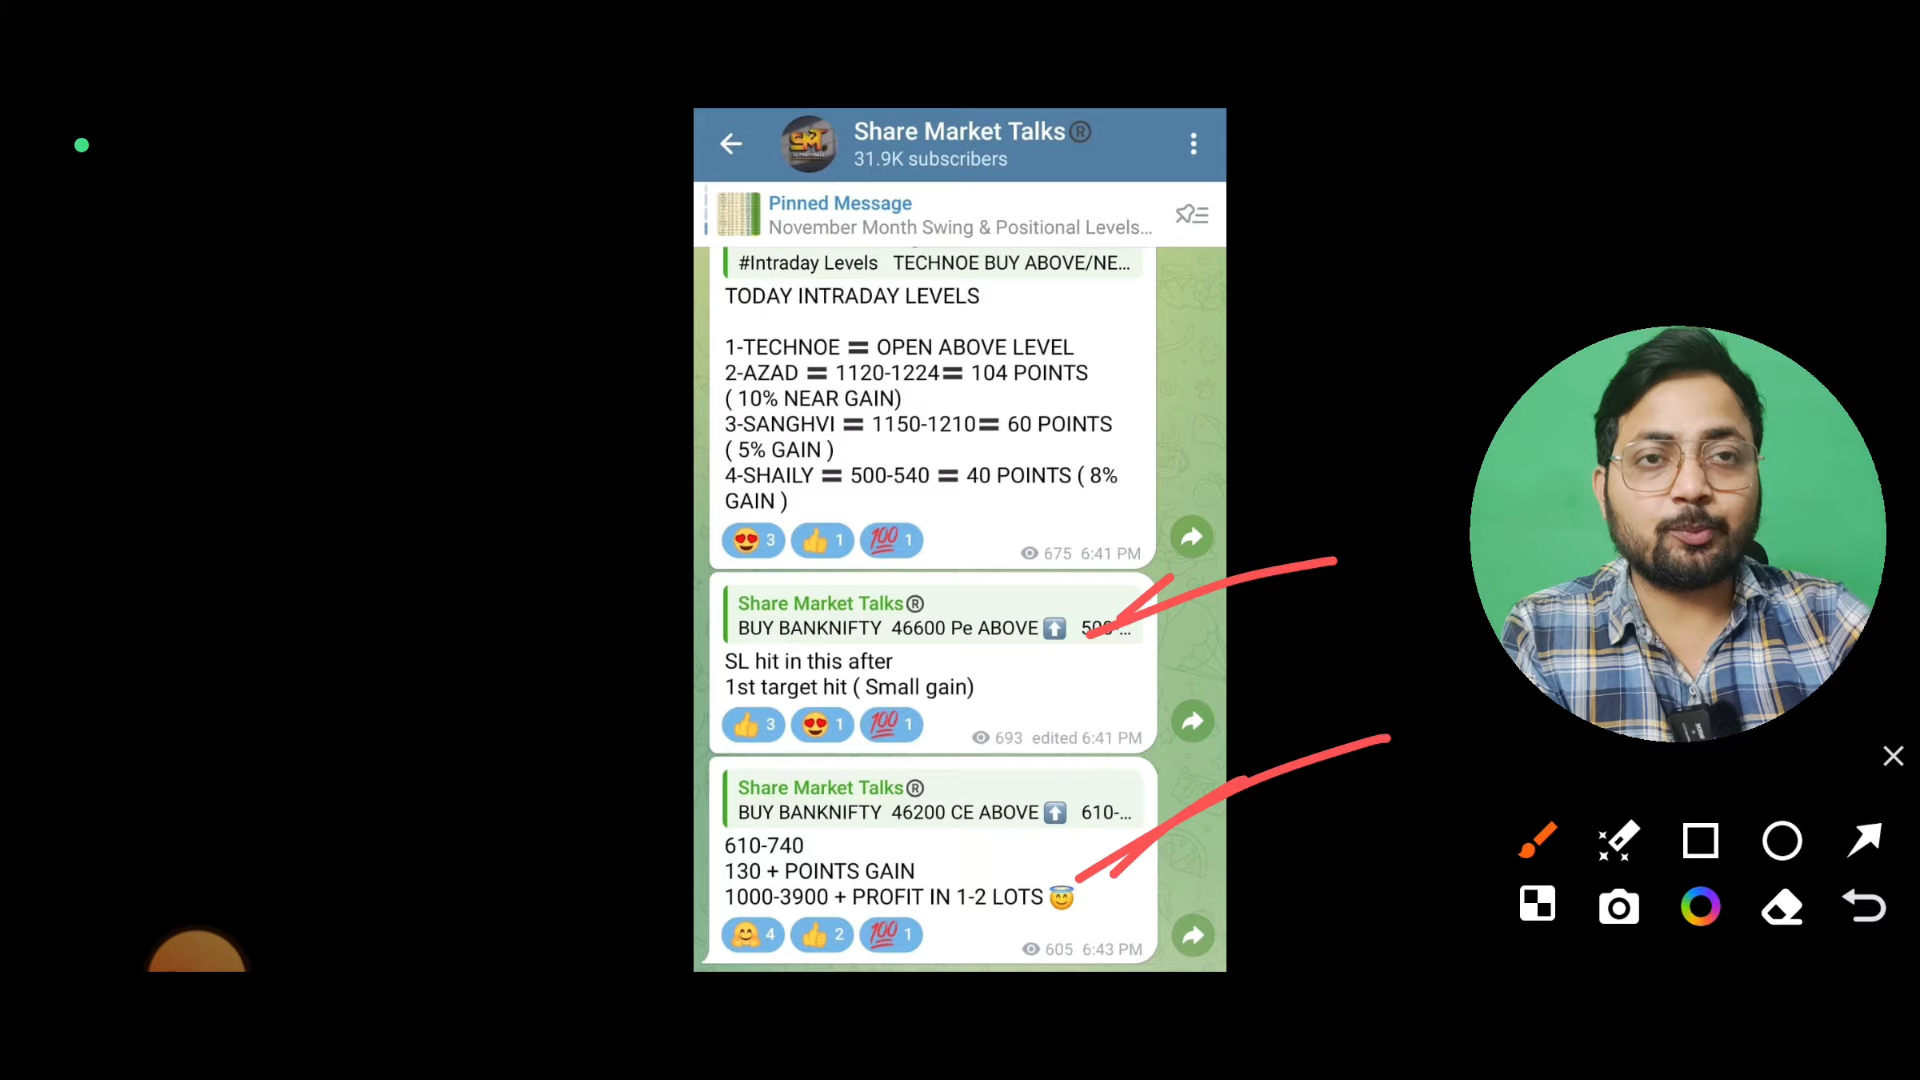 Share Market Talks®
31.9K subscribers
Pinned Message
November Month Swing & Positional Levels...
#Intraday Levels TECHNOE BUY ABOVE/NE...
TODAY INTRADAY LEVELS
1-TECHNOE = OPEN ABOVE LEVEL
2-AZAD = 1120-1224= 104 POINTS
( 10% NEAR GAIN)
3-SANGHVI = 1150-1210= 60 POINTS
( 5% GAIN )
4-SHAILY = 500-540 = 40 POINTS ( 8%
GAIN )
😍 3 👍 1 💯 1
675 6:41 PM
Share Market Talks®
BUY BANKNIFTY 46600 Pe ABOVE ⬆️
SL hit in this after
1st target hit ( Small gain)
👍 3 😍 1 💯 1
693 edited 6:41 PM
Share Market Talks®
BUY BANKNIFTY 46200 CE ABOVE ⬆️ 610-...
610-740
130 + POINTS GAIN
1000-3900 + PROFIT IN 1-2 LOTS 😇
🤗 4 👍 2 💯 1
605 6:43 PM